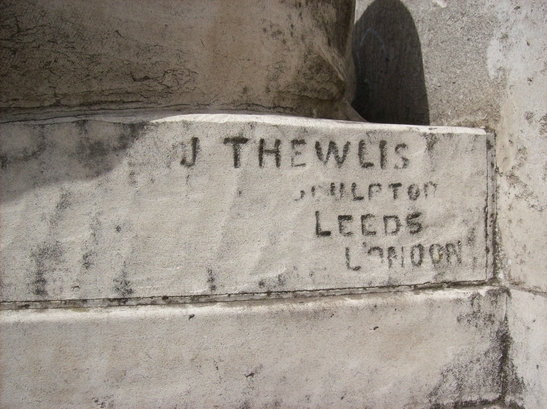 J THEWLIS
SCULPTOR
LEEDS
LONDON